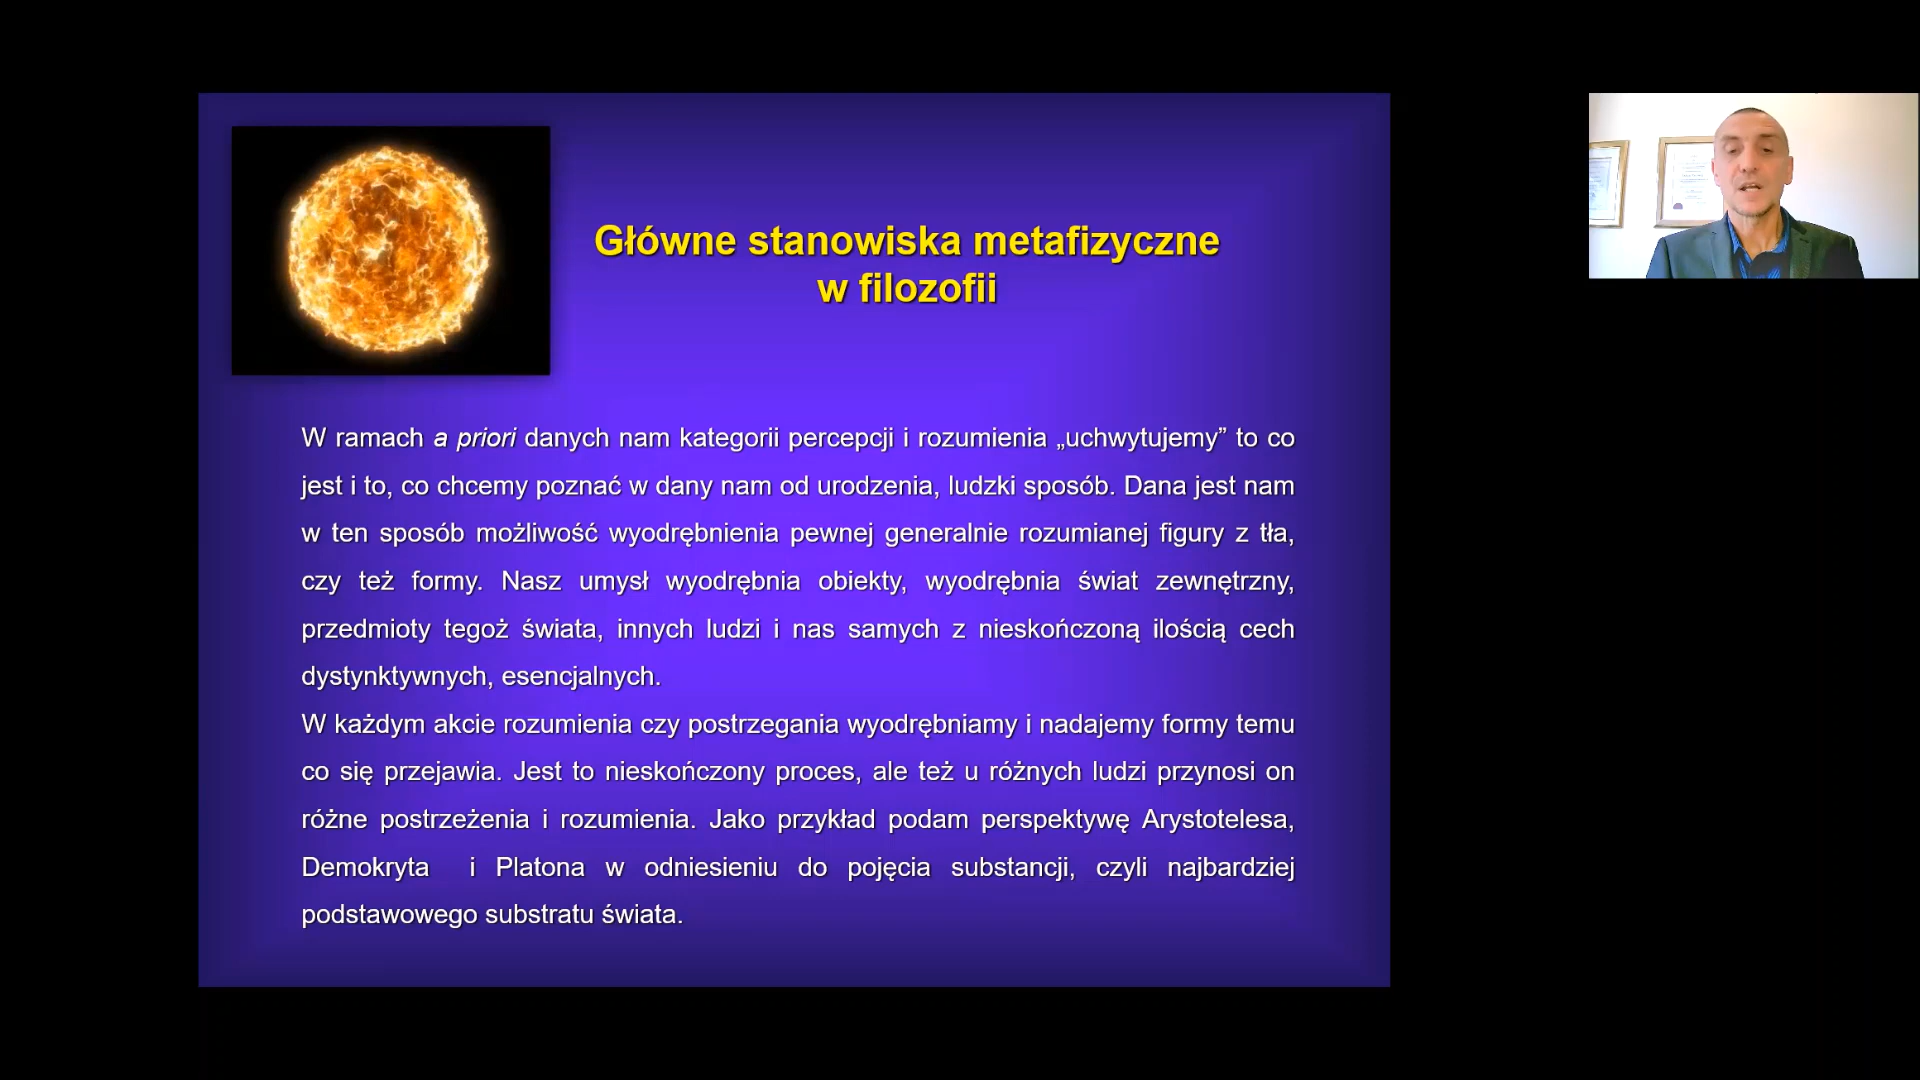 Główne stanowiska metafizyczne
w filozofii
W ramach a priori danych nam kategorii percepcji i rozumienia „uchwytujemy” to co
jest i to, co chcemy poznać w dany nam od urodzenia, ludzki sposób. Dana jest nam
w ten sposób możliwość wyodrębnienia pewnej generalnie rozumianej figury z tła,
czy też formy. Nasz umysł wyodrębnia obiekty, wyodrębnia świat zewnętrzny,
przedmioty tegoż świata, innych ludzi i nas samych z nieskończoną ilością cech
dystynktywnych, esencjalnych.
W każdym akcie rozumienia czy postrzegania wyodrębniamy i nadajemy formy temu
co się przejawia. Jest to nieskończony proces, ale też u różnych ludzi przynosi on
różne postrzeżenia i rozumienia. Jako przykład podam perspektywę Arystotelesa,
Demokryta i Platona w odniesieniu do pojęcia substancji, czyli najbardziej
podstawowego substratu świata.